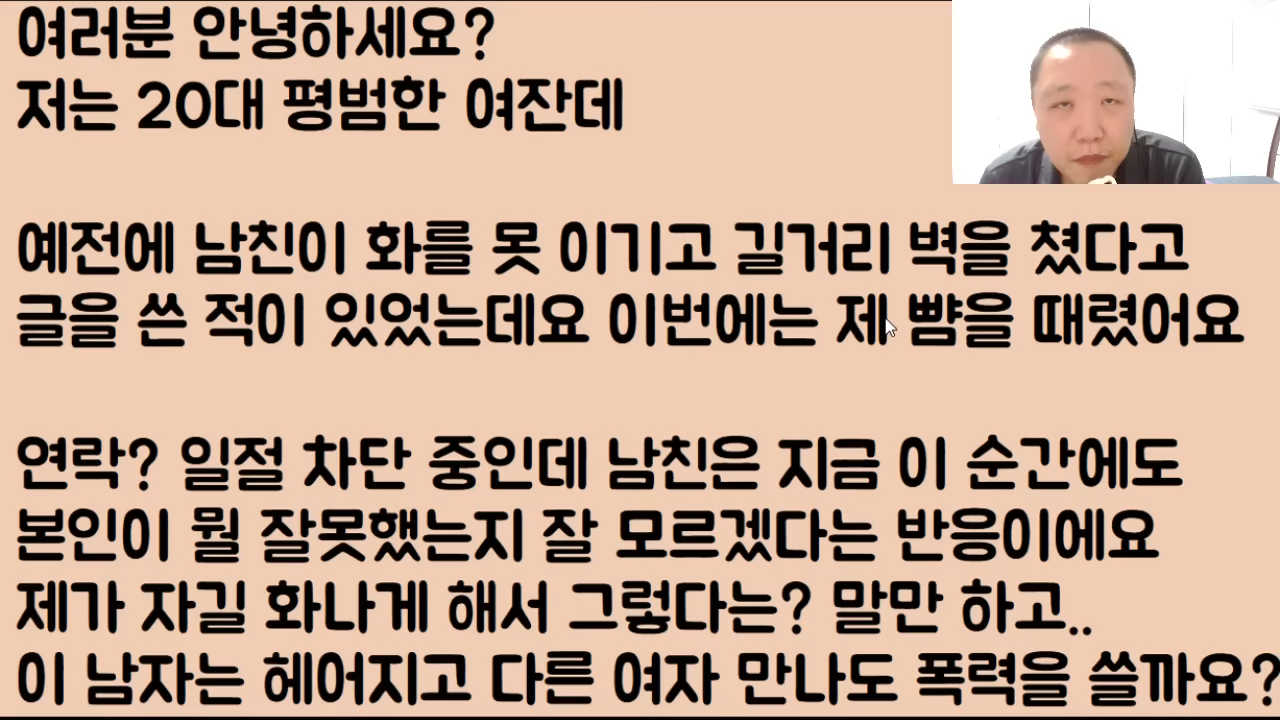 여러분 안녕하세요?
저는 20대 평범한 여잔데
예전에 남친이 화를 못 이기고 길거리 벽을 쳤다고
글을 쓴 적이 있었는데요 이번에는 제 뺨을 때렸어요
연락? 일절 차단 중인데 남친은 지금 이 순간에도
본인이 뭘 잘못했는지 잘 모르겠다는 반응이에요
제가 자길 화나게 해서 그렇다는? 말만 하고..
이 남자는 헤어지고 다른 여자 만나도 폭력을 쓸까요?